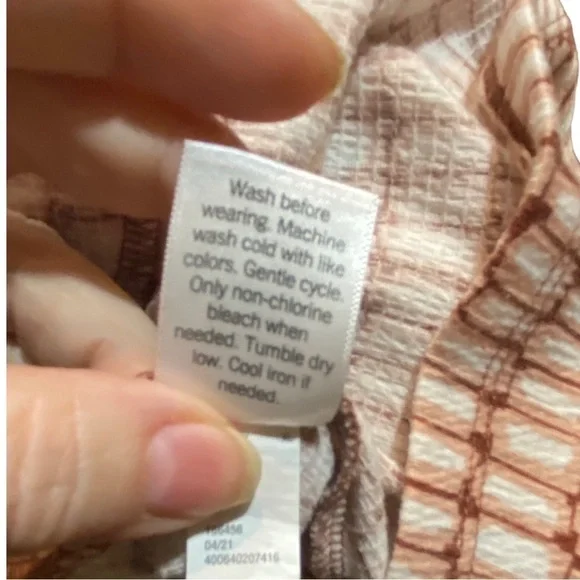 Wash before
wearing. Machine
wash cold with like
colors. Gentle cycle.
Only non-chlorine
bleach when
needed. Tumble dry
low. Cool iron if
needed.
04/21
400640207416